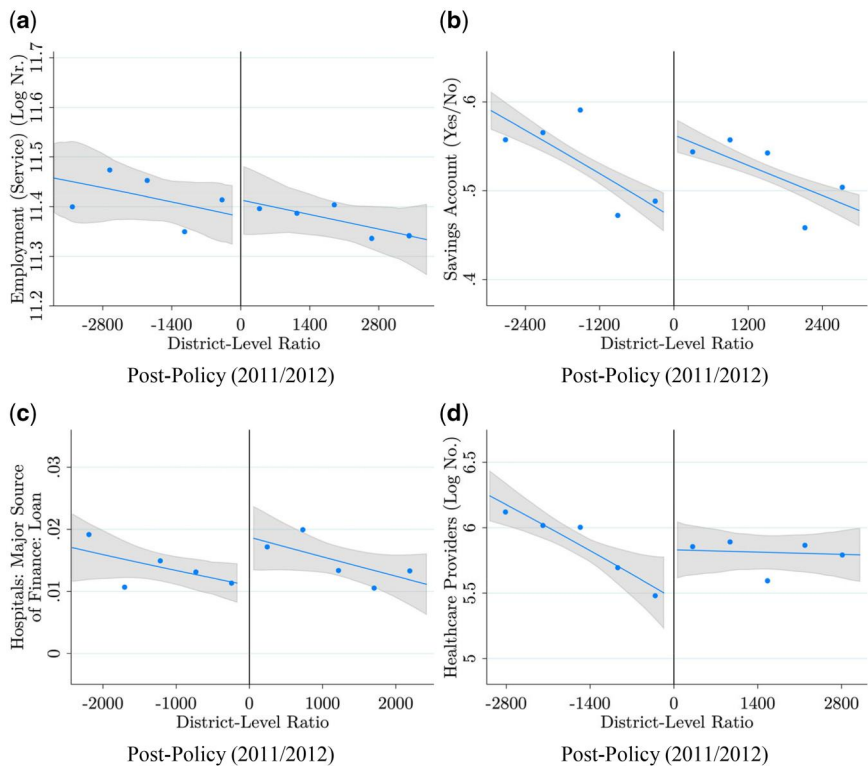 (a)
Employment (Service) (Log Nr.)
11.7
11.6
11.5
11.4
11.3
11.2
-2800 -1400 0 1400 2800
District-Level Ratio
Post-Policy (2011/2012)
(b)
Savings Account (Yes/No)
.6
.5
.4
-2400 -1200 0 1200 2400
District-Level Ratio
Post-Policy (2011/2012)
(c)
Hospitals: Major Source
of Finance: Loan
.03
.02
.01
0
-2000 -1000 0 1000 2000
District-Level Ratio
Post-Policy (2011/2012)
(d)
Healthcare Providers (Log No.)
6.5
6
5.5
5
-2800 -1400 0 1400 2800
District-Level Ratio
Post-Policy (2011/2012)